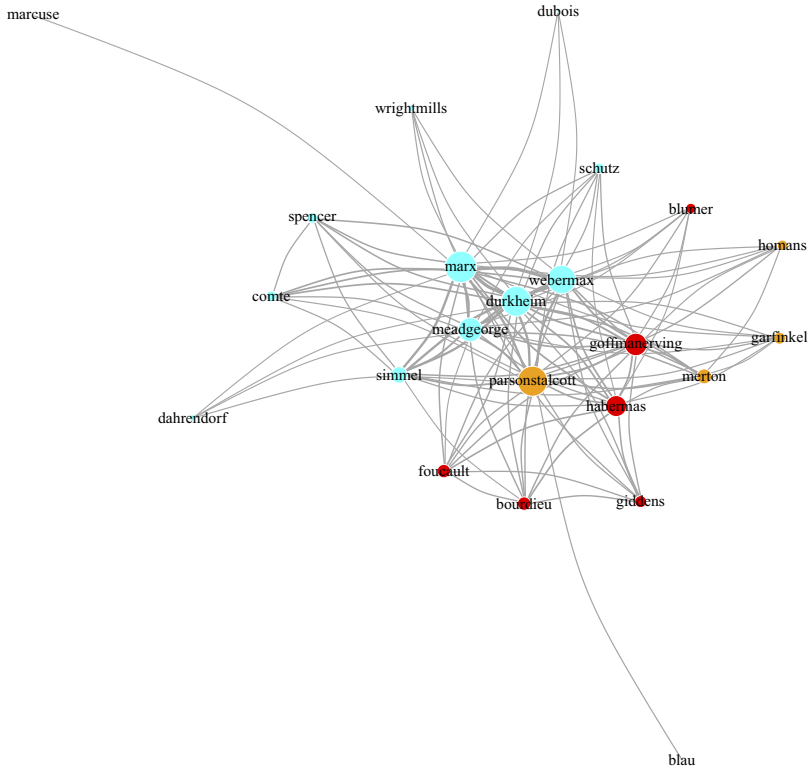 marcuse
dubois
wrightmills
schutz
blumer
spencer
homans
marx
webermax
comte
durkheim
meadgeorge
goffmanerving
garfinkel
simmel
parsonstalcott
merton
habermas
dahrendorf
foucault
bourdieu
giddens
blau